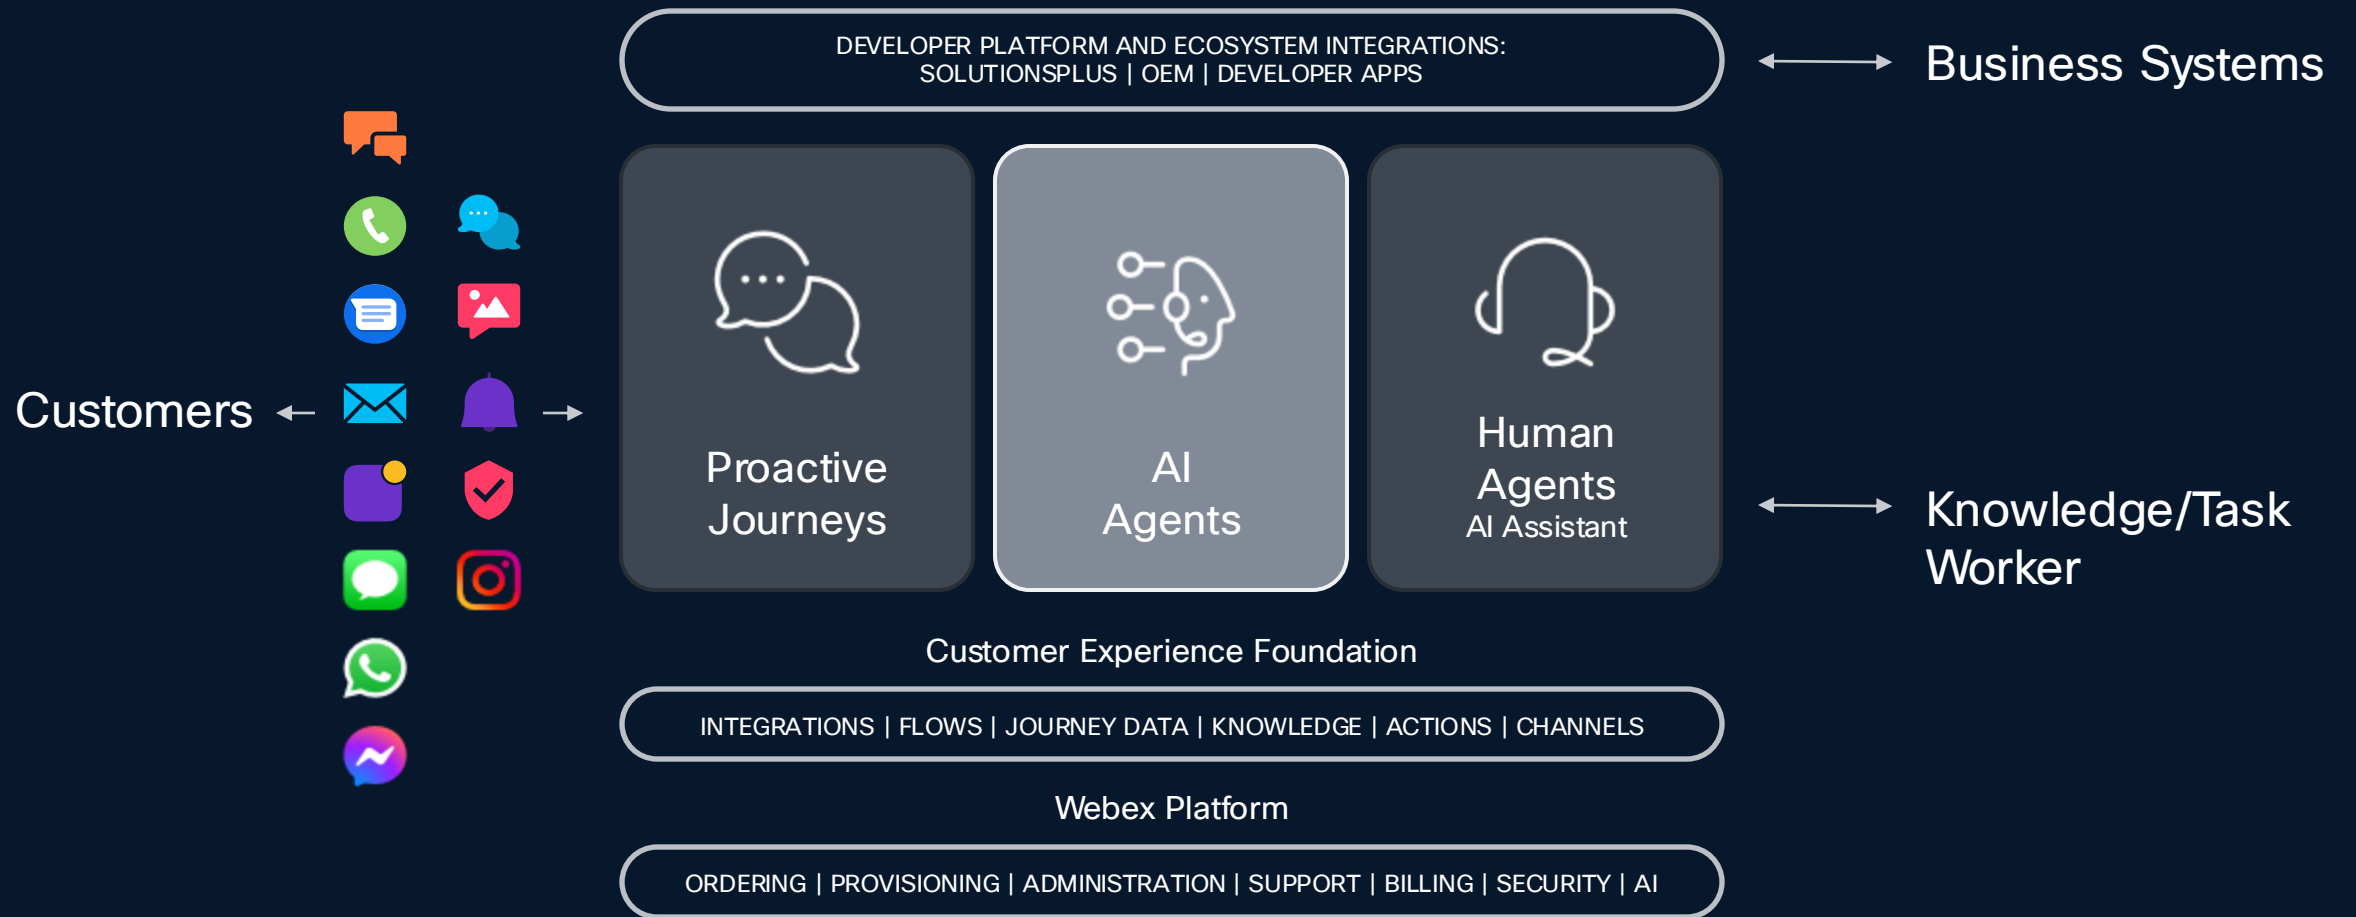 DEVELOPER PLATFORM AND ECOSYSTEM INTEGRATIONS:
SOLUTIONSPLUS | OEM | DEVELOPER APPS
Business Systems
Customers
Proactive
Journeys
AI
Agents
Human
Agents
AI Assistant
Knowledge/Task
Worker
Customer Experience Foundation
INTEGRATIONS | FLOWS | JOURNEY DATA | KNOWLEDGE | ACTIONS | CHANNELS
Webex Platform
ORDERING | PROVISIONING | ADMINISTRATION | SUPPORT | BILLING | SECURITY | AI